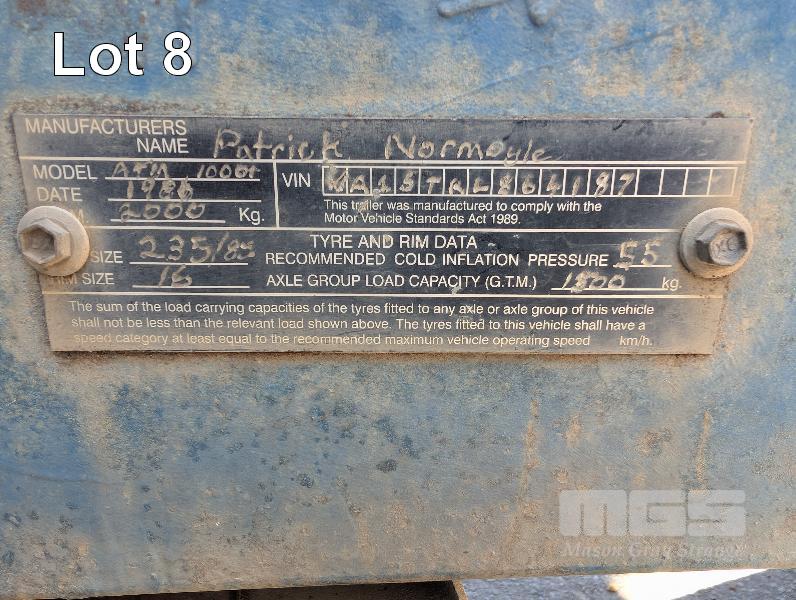 Lot 8
MANUFACTURERS
NAME Patrick Normoyle
MODEL
DATE 1986
2000 Kg.
VIN
This trailer was manufactured to comply with the
Motor Vehicle Standards Act 1989.
TYRE AND RIM DATA
SIZE 235/85 RECOMMENDED COLD INFLATION PRESSURE 55
SIZE 16 AXLE GROUP LOAD CAPACITY (G.T.M.) 1800 kg.
The sum of the load carrying capacities of the tyres fitted to any axle or axle group of this vehicle
shall not be less than the relevant load shown above. The tyres fitted to this vehicle shall have a
speed category at least equal to the recommended maximum vehicle operating speed km/h.
MGS
Mason Gray Strange